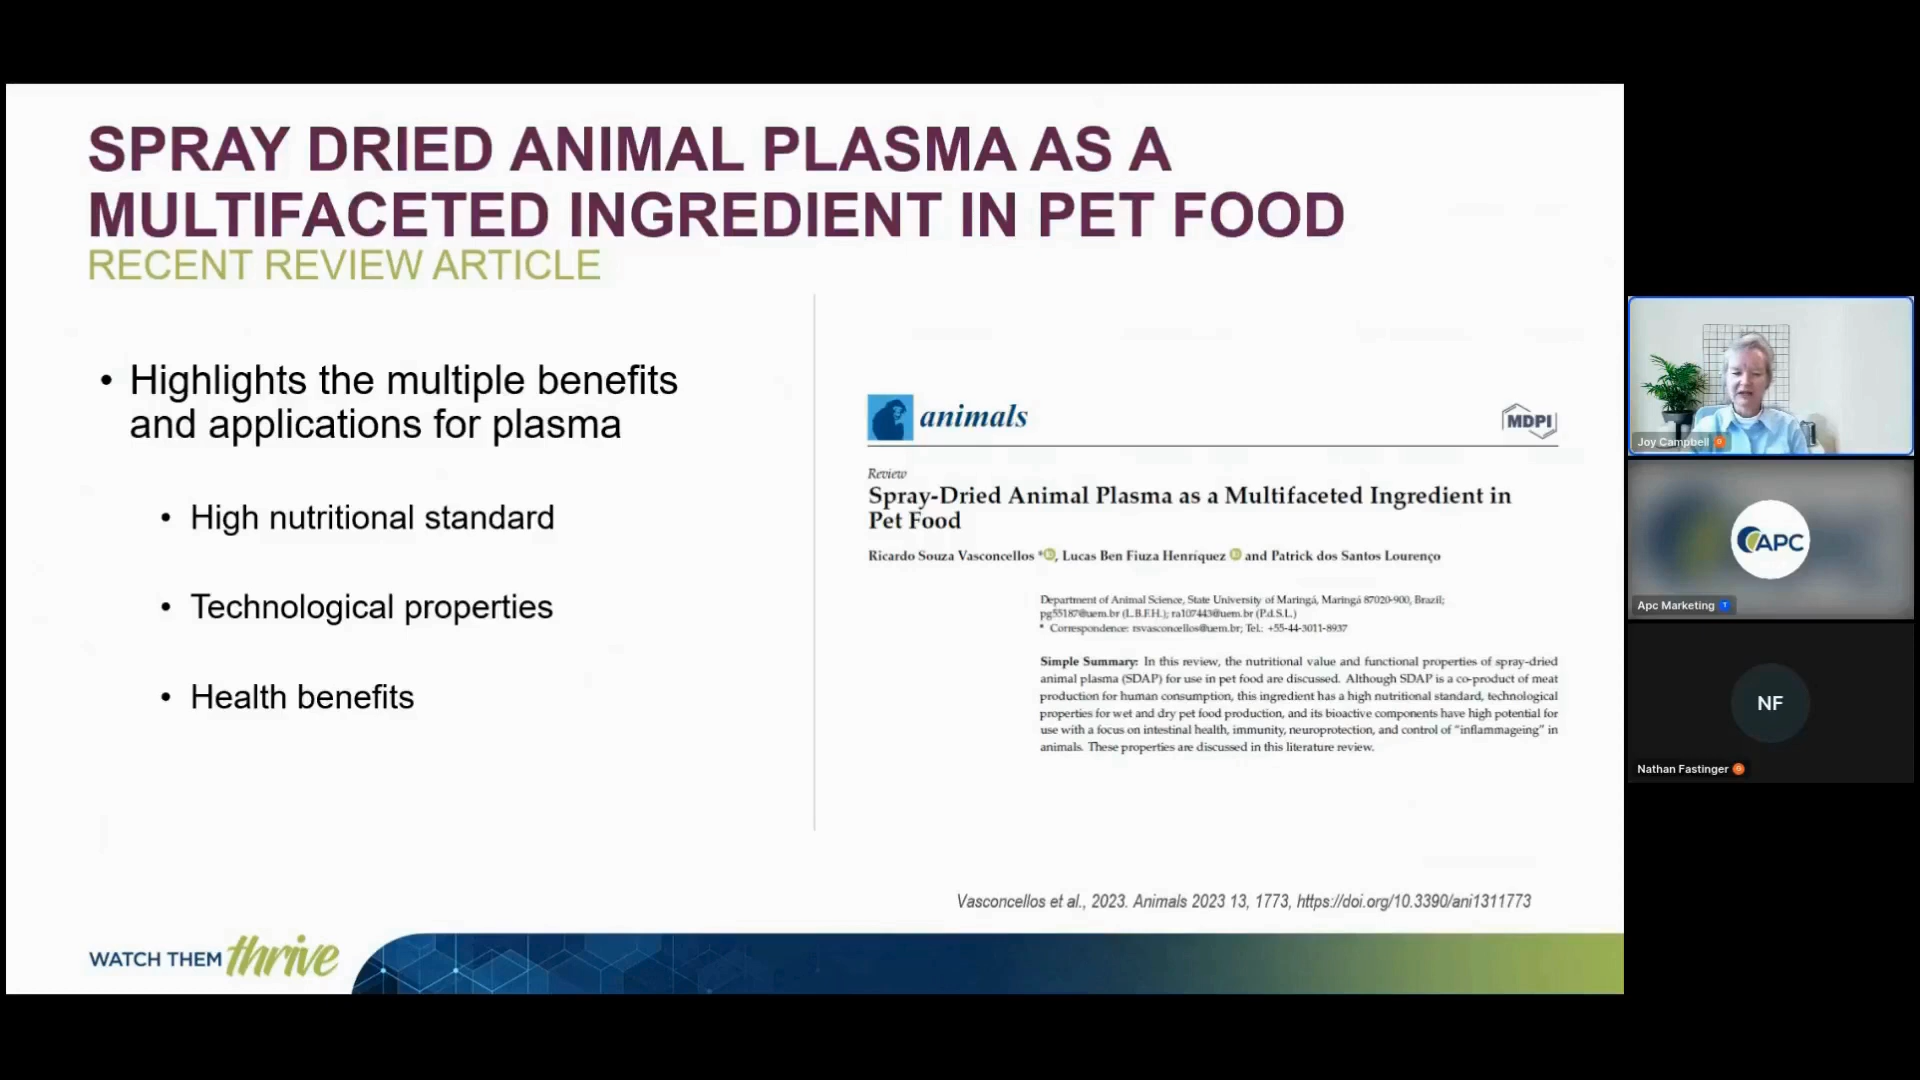 SPRAY DRIED ANIMAL PLASMA AS A
MULTIFACETED INGREDIENT IN PET FOOD
RECENT REVIEW ARTICLE
• Highlights the multiple benefits
and applications for plasma
• High nutritional standard
• Technological properties
• Health benefits
animals
MDPI
Review
Spray-Dried Animal Plasma as a Multifaceted Ingredient in
Pet Food
Ricardo Souza Vasconcellos *, Lucas Ben Fiuza Henríquez and Patrick dos Santos Lourenço
Department of Animal Science, State University of Maringá, Maringá 87020-900, Brazil;
pg55187@uem.br (L.B.F.H.); ra107443@uem.br (P.d.S.L.)
* Correspondence: rsvasconcellos@uem.br; Tel.: +55-44-3011-8937
Simple Summary: In this review, the nutritional value and functional properties of spray-dried
animal plasma (SDAP) for use in pet food are discussed. Although SDAP is a co-product of meat
production for human consumption, this ingredient has a high nutritional standard, technological
properties for wet and dry pet food production, and its bioactive components have high potential for
use with a focus on intestinal health, immunity, neuroprotection, and control of “inflammageing” in
animals. These properties are discussed in this literature review.
Vasconcellos et al., 2023. Animals 2023 13, 1773, https://doi.org/10.3390/ani1311773
WATCH THEM thrive
Joy Campbell
APC
Apc Marketing
NF
Nathan Fastinger